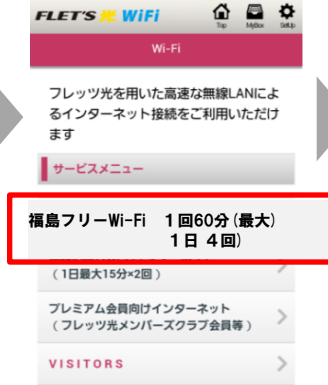 FLET'S 光 WiFi
Top
MyBox
SetUp
Wi-Fi
フレッツ光を用いた高速な無線LANによ
るインターネット接続をご利用いただけ
ます
サービスメニュー
福島フリーWi-Fi 1回60分(最大)
1日 4回)
(1日最大15分×2回)
プレミアム会員向けインターネット
(フレッツ光メンバーズクラブ会員等)
VISITORS